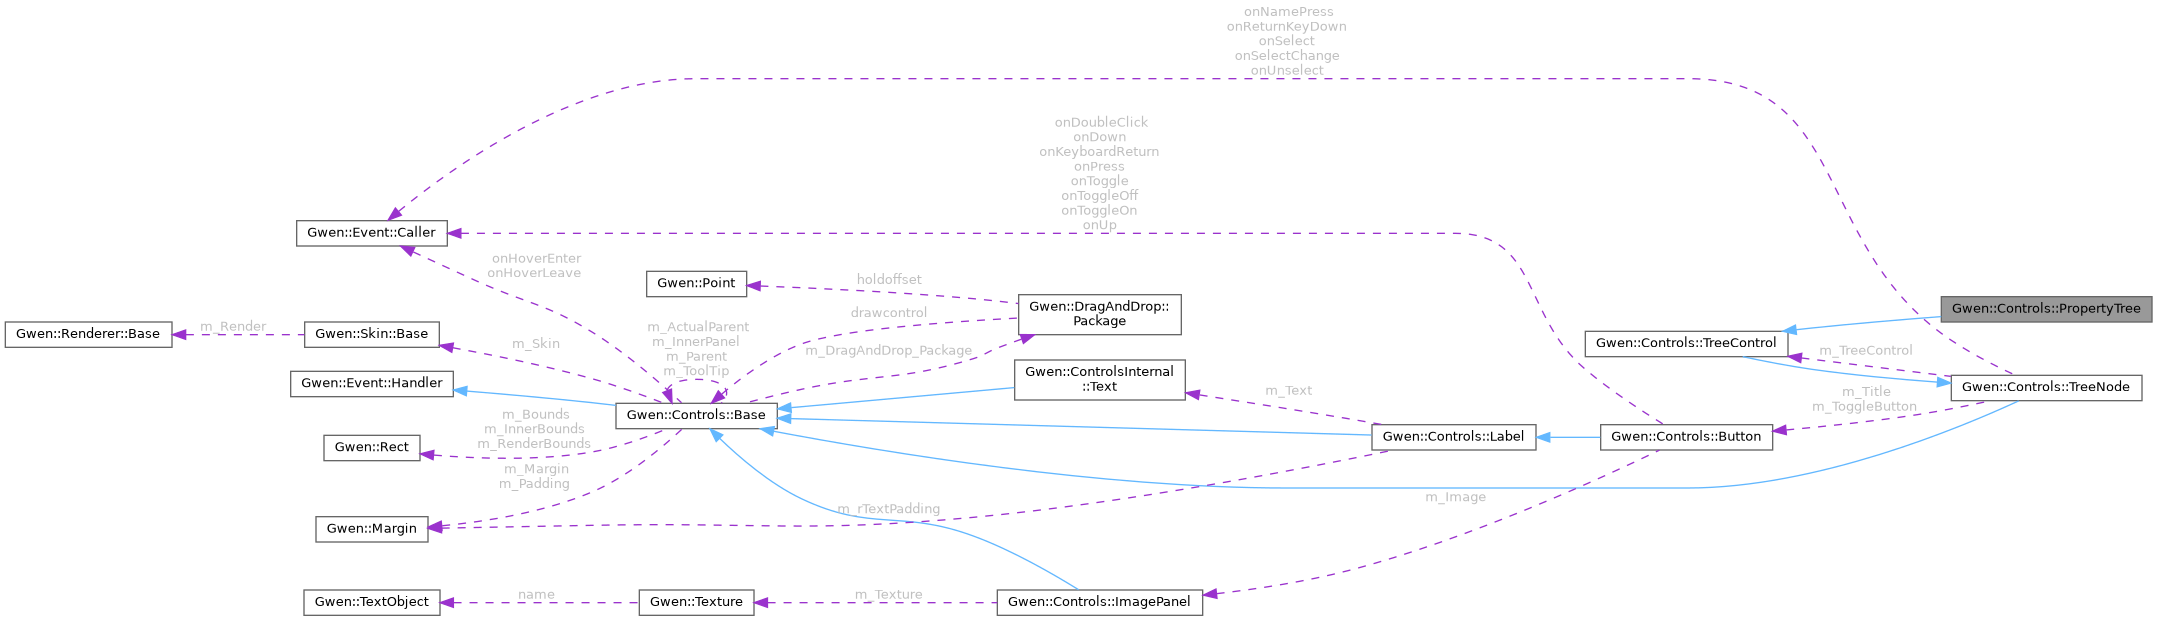 onNamePress
onReturnKeyDown
onSelect
onSelectChange
onUnselect
onDoubleClick
onDown
onKeyboardReturn
onPress
onToggle
onToggleOff
onToggleOn
onUp
Gwen::Event::Caller
onHoverEnter
onHoverLeave
Gwen::Point
holdoffset
Gwen::DragAndDrop::
Package
Gwen::Controls::PropertyTree
Gwen::Renderer::Base
m_Render
Gwen::Skin::Base
m_Skin
m_ActualParent
m_InnerPanel
m_Parent
m_ToolTip
drawcontrol
m_DragAndDrop_Package
Gwen::Controls::TreeControl
m_TreeControl
Gwen::Event::Handler
Gwen::ControlsInternal
::Text
m_Text
Gwen::Controls::TreeNode
m_Title
m_ToggleButton
Gwen::Controls::Base
m_Bounds
m_InnerBounds
m_RenderBounds
Gwen::Rect
Gwen::Controls::Label
Gwen::Controls::Button
m_Margin
m_Padding
m_Image
m_rTextPadding
Gwen::Margin
Gwen::TextObject
name
Gwen::Texture
m_Texture
Gwen::Controls::ImagePanel